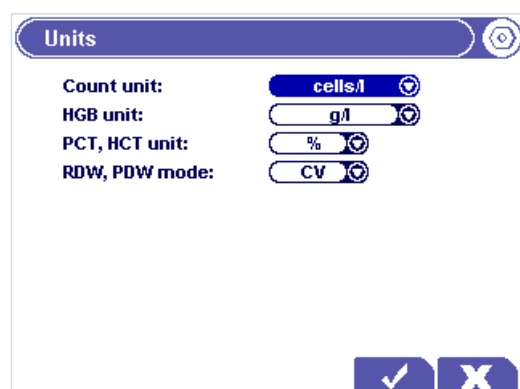 Units
Count unit: cells/l
HGB unit: g/l
PCT, HCT unit: %
RDW, PDW mode: CV